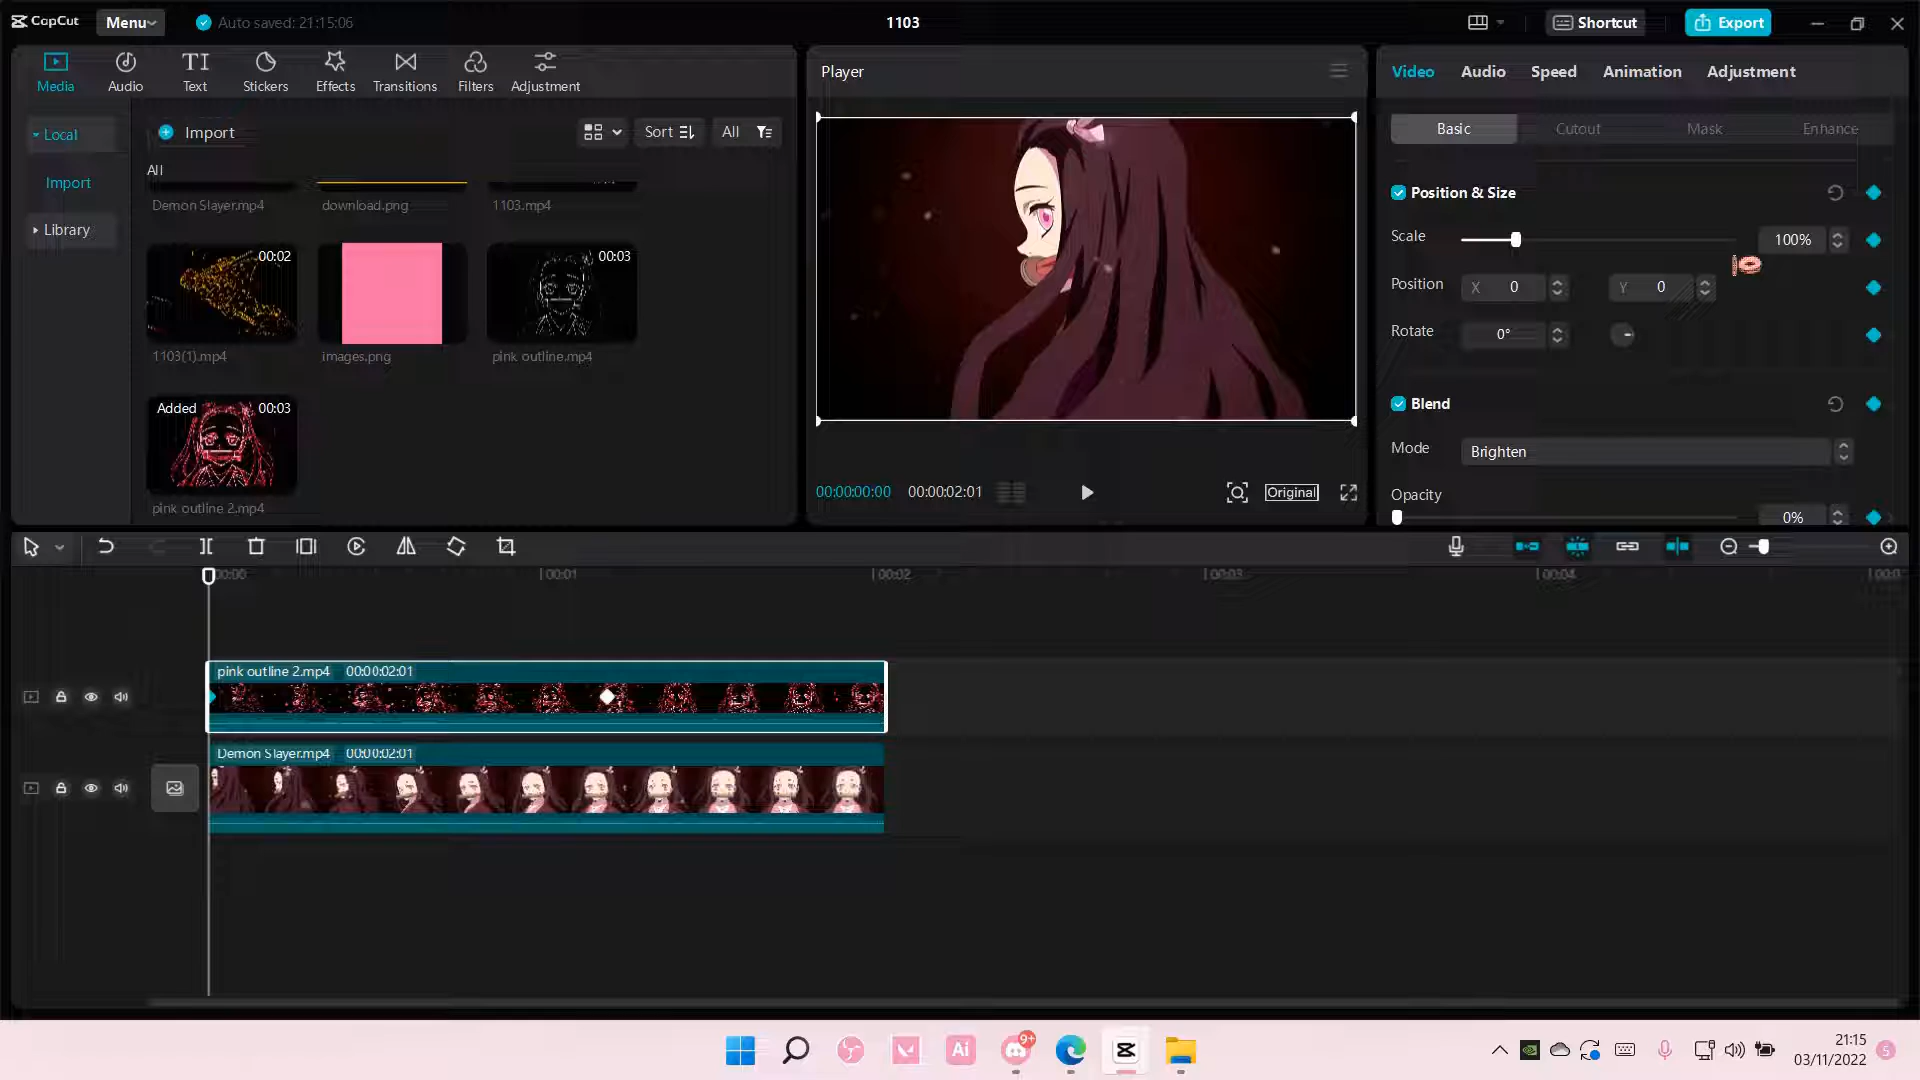 CapCut Menu Auto saved: 21:15:06 1103 Shortcut Export
Media Audio Text Stickers Effects Transitions Filters Adjustment
Local
Import
Library
Import Sort All
All
Demon Slayer.mp4 download.png 1103.mp4
00:02 00:03
1103(1).mp4 images.png pink outline.mp4
Added 00:03
pink outline 2.mp4
Player
00:00:00:00 00:00:02:01 Original
Video Audio Speed Animation Adjustment
Basic Cutout Mask Enhance
Position & Size
Scale 100%
Position X 0 Y 0
Rotate 0°
Blend
Mode Brighten
Opacity
0%
00:00 00:01 00:02 00:03 00:04
pink outline 2.mp4 00:00:02:01
Demon Slayer.mp4 00:00:02:01
Ai 9+
21:15
03/11/2022 5